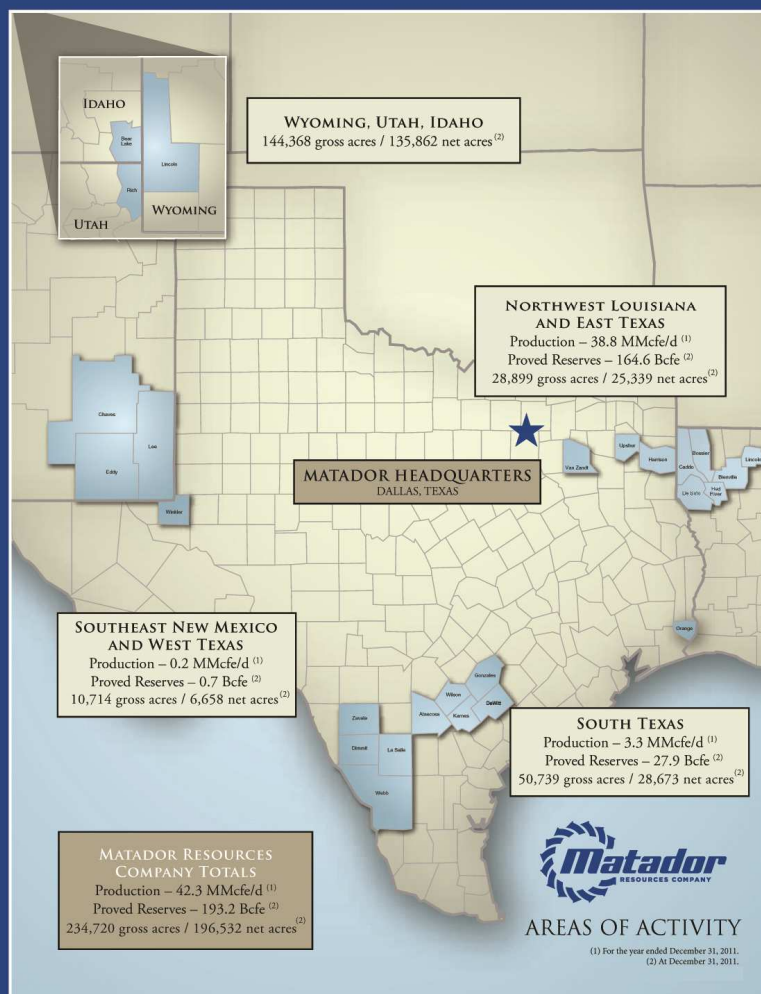 IDAHO
Bear
Lake
Lincoln
Rich
WYOMING
UTAH
WYOMING, UTAH, IDAHO
144,368 gross acres / 135,862 net acres (2)
NORTHWEST LOUISIANA
AND EAST TEXAS
Production – 38.8 MMcfe/d (1)
Proved Reserves – 164.6 Bcfe (2)
28,899 gross acres / 25,339 net acres (2)
Chaves
Lea
Eddy
Winkler
MATADOR HEADQUARTERS
DALLAS, TEXAS
Van Zandt
Upshur
Harrison
Caddo
Bossier
Bienville
Lincoln
De Soto
Red
River
Orange
SOUTHEAST NEW MEXICO
AND WEST TEXAS
Production – 0.2 MMcfe/d (1)
Proved Reserves – 0.7 Bcfe (2)
10,714 gross acres / 6,658 net acres (2)
Zavala
Dimmit
La Salle
Webb
Atascosa
Wilson
Karnes
Gonzales
DeWitt
SOUTH TEXAS
Production – 3.3 MMcfe/d (1)
Proved Reserves – 27.9 Bcfe (2)
50,739 gross acres / 28,673 net acres (2)
MATADOR RESOURCES
COMPANY TOTALS
Production – 42.3 MMcfe/d (1)
Proved Reserves – 193.2 Bcfe (2)
234,720 gross acres / 196,532 net acres (2)
Matador
RESOURCES COMPANY
AREAS OF ACTIVITY
(1) For the year ended December 31, 2011.
(2) At December 31, 2011.